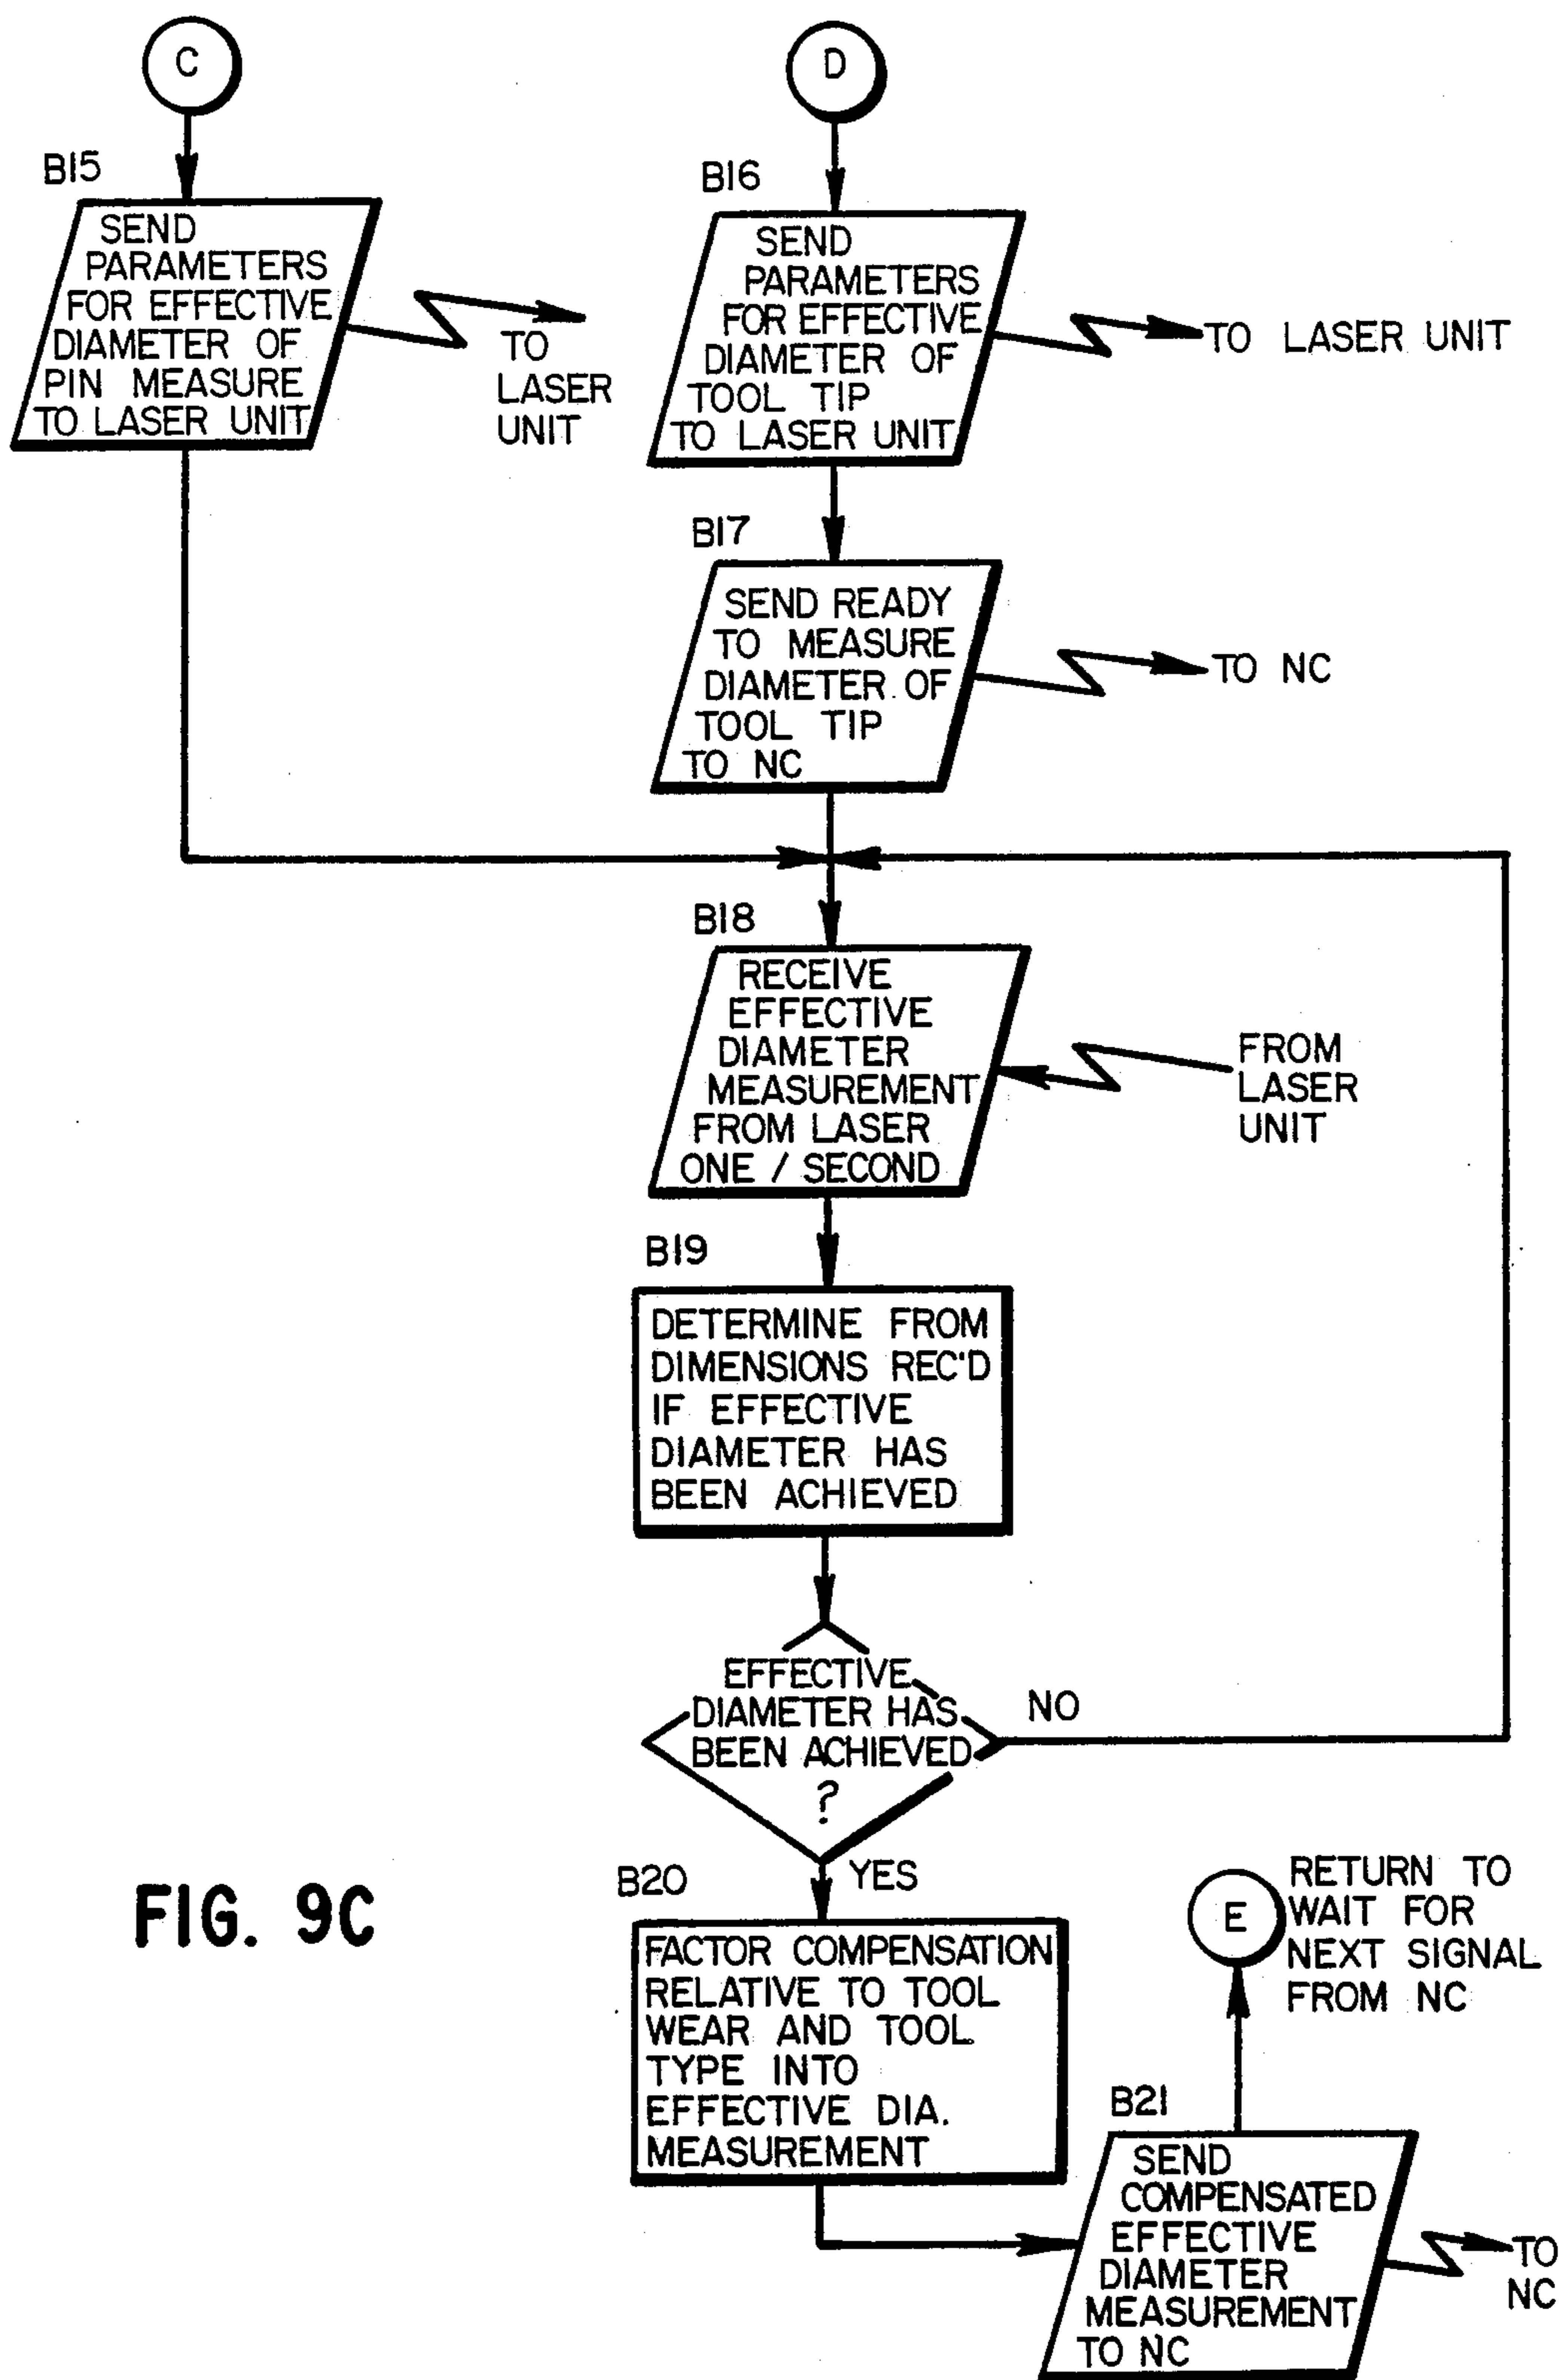 C
B15
SEND
PARAMETERS
FOR EFFECTIVE
DIAMETER OF
PIN MEASURE
TO LASER UNIT
TO
LASER
UNIT
D
B16
SEND
PARAMETERS
FOR EFFECTIVE
DIAMETER OF
TOOL TIP
TO LASER UNIT
TO LASER UNIT
B17
SEND READY
TO MEASURE
DIAMETER OF
TOOL TIP
TO NC
TO NC
B18
RECEIVE
EFFECTIVE
DIAMETER
MEASUREMENT
FROM LASER
ONE / SECOND
FROM
LASER
UNIT
B19
DETERMINE FROM
DIMENSIONS REC'D
IF EFFECTIVE
DIAMETER HAS
BEEN ACHIEVED
EFFECTIVE
DIAMETER HAS
BEEN ACHIEVED
?
NO
YES
B20
FACTOR COMPENSATION
RELATIVE TO TOOL
WEAR AND TOOL
TYPE INTO
EFFECTIVE DIA.
MEASUREMENT
E
RETURN TO
WAIT FOR
NEXT SIGNAL
FROM NC
B21
SEND
COMPENSATED
EFFECTIVE
DIAMETER
MEASUREMENT
TO NC
TO
NC
FIG. 9C